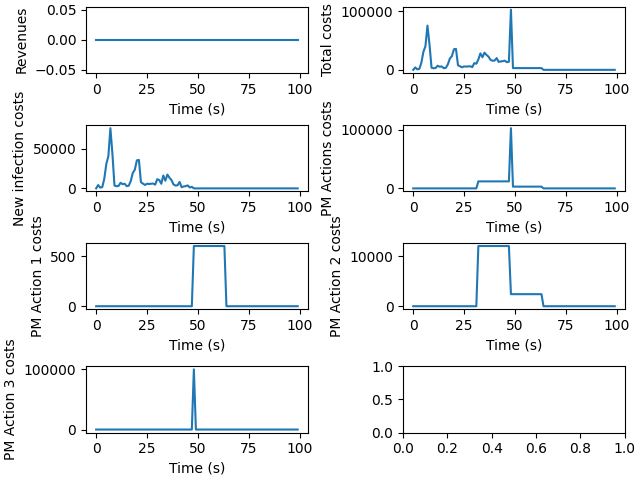 Revenues
0.05
0.00
−0.05
0 25 50 75 100
Time (s)
Total costs
100000
0
0 25 50 75 100
Time (s)
New infection costs
50000
0
0 25 50 75 100
Time (s)
PM Actions costs
100000
0
0 25 50 75 100
Time (s)
PM Action 1 costs
500
0
0 25 50 75 100
Time (s)
PM Action 2 costs
10000
0
0 25 50 75 100
Time (s)
PM Action 3 costs
100000
0
0 25 50 75 100
Time (s)
1.0
0.5
0.0
0.0 0.2 0.4 0.6 0.8 1.0